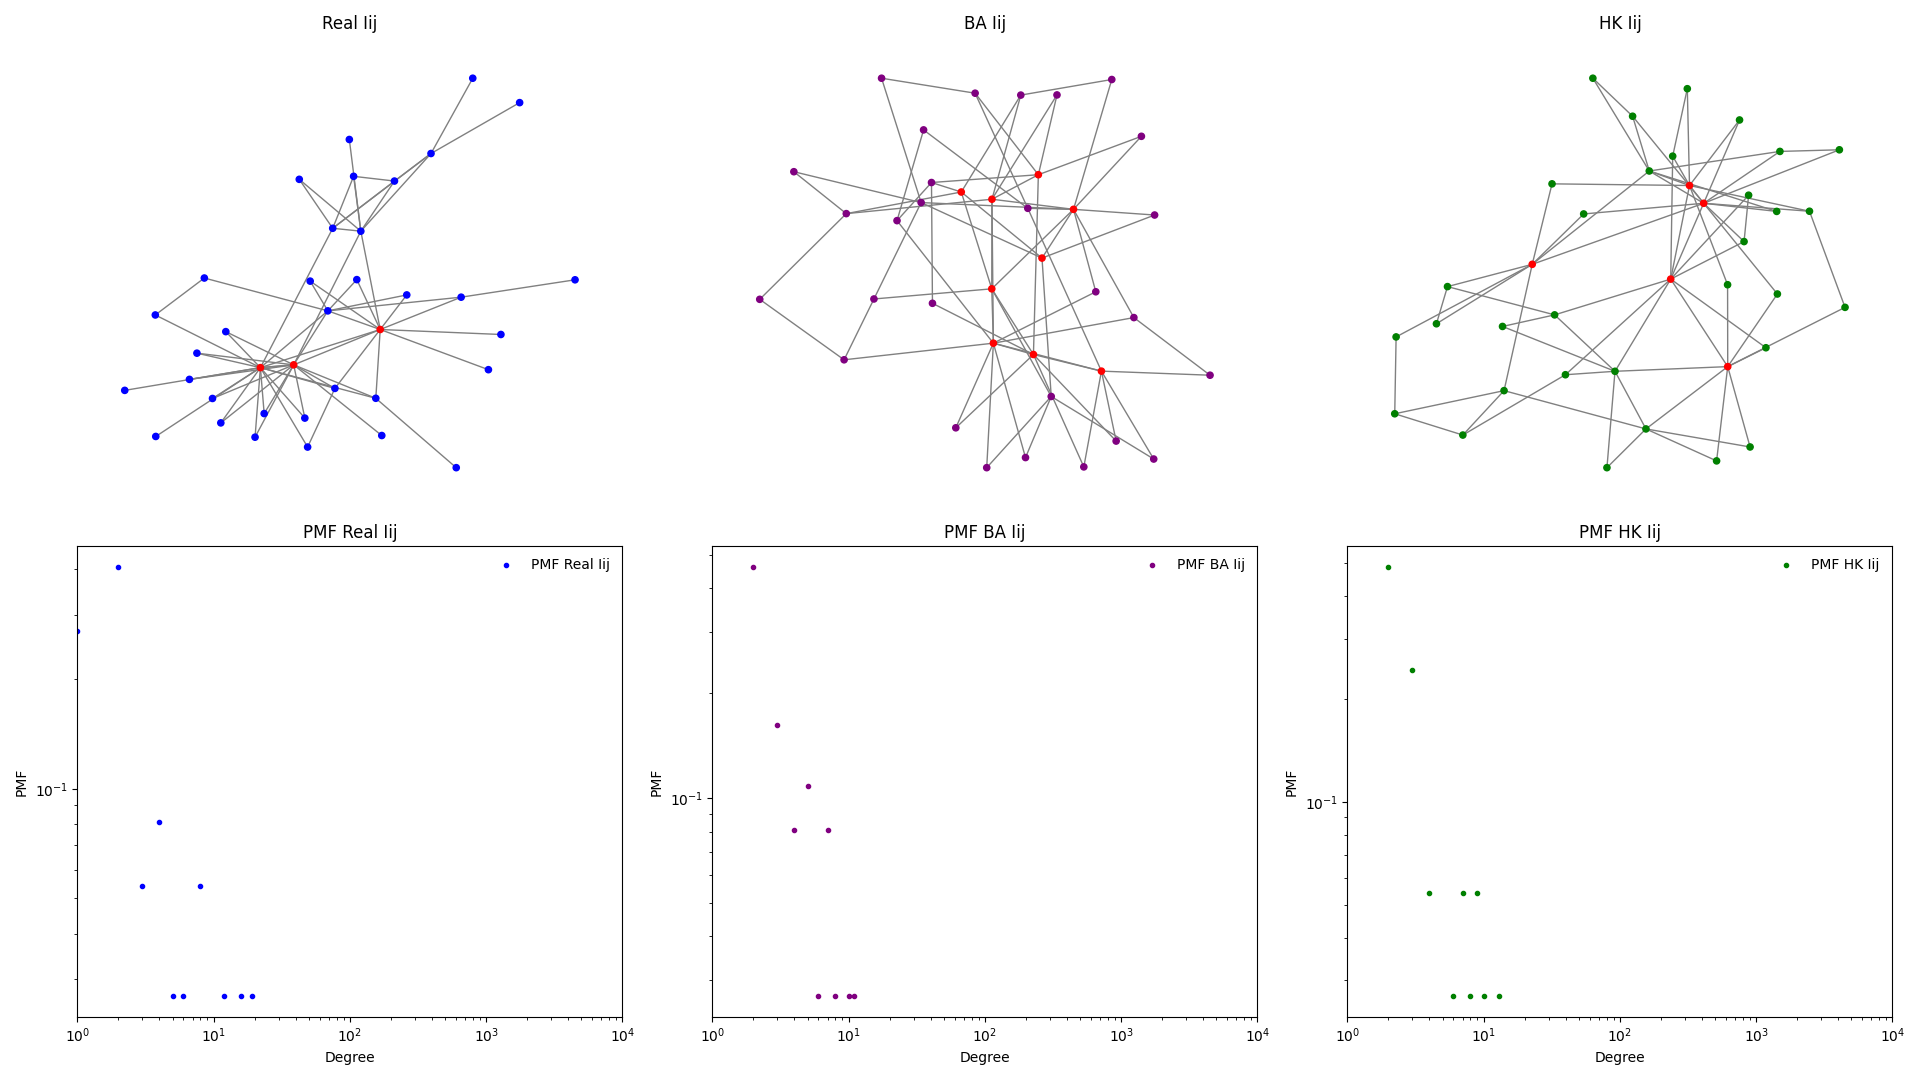 Real Iij
BA Iij
HK Iij
PMF Real Iij
PMF BA Iij
PMF HK Iij
PMF Real Iij
PMF BA Iij
PMF HK Iij
PMF
10⁻¹
PMF
10⁻¹
PMF
10⁻¹
10⁰ 10¹ 10² 10³ 10⁴
10⁰ 10¹ 10² 10³ 10⁴
10⁰ 10¹ 10² 10³ 10⁴
Degree
Degree
Degree